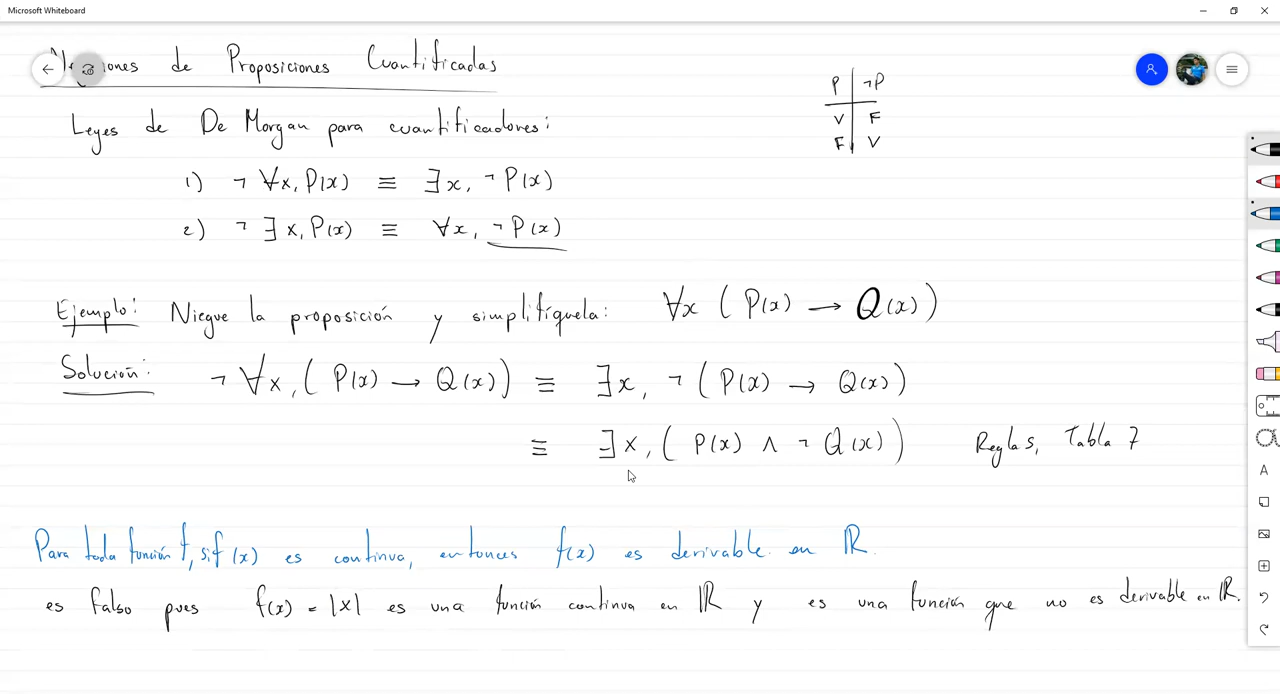 Microsoft Whiteboard
ones de Proposiciones Cuantificadas
P ¬P
V F
F V
Leyes de De Morgan para cuantificadores:
1) ¬ ∀x, P(x) ≡ ∃x, ¬P(x)
2) ¬ ∃x, P(x) ≡ ∀x, ¬P(x)
Ejemplo: Niegue la proposición y simplifíquela: ∀x (P(x) → Q(x))
Solución: ¬ ∀x, (P(x) → Q(x)) ≡ ∃x, ¬(P(x) → Q(x))
≡ ∃x, (P(x) ∧ ¬Q(x)) Regla 5, Tabla 7
Para toda función f, si f(x) es continua, entonces f(x) es derivable en ℝ.
es falso pues f(x) = |x| es una función continua en ℝ y es una función que no es derivable en ℝ.
A